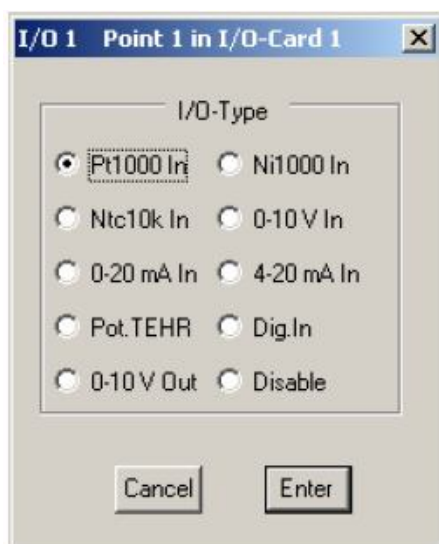 I/O 1 Point 1 in I/O-Card 1
I/O-Type
Pt1000 In Ni1000 In
Ntc10k In 0-10 V In
0-20 mA In 4-20 mA In
Pot.TEHR Dig.In
0-10 V Out Disable
Cancel Enter